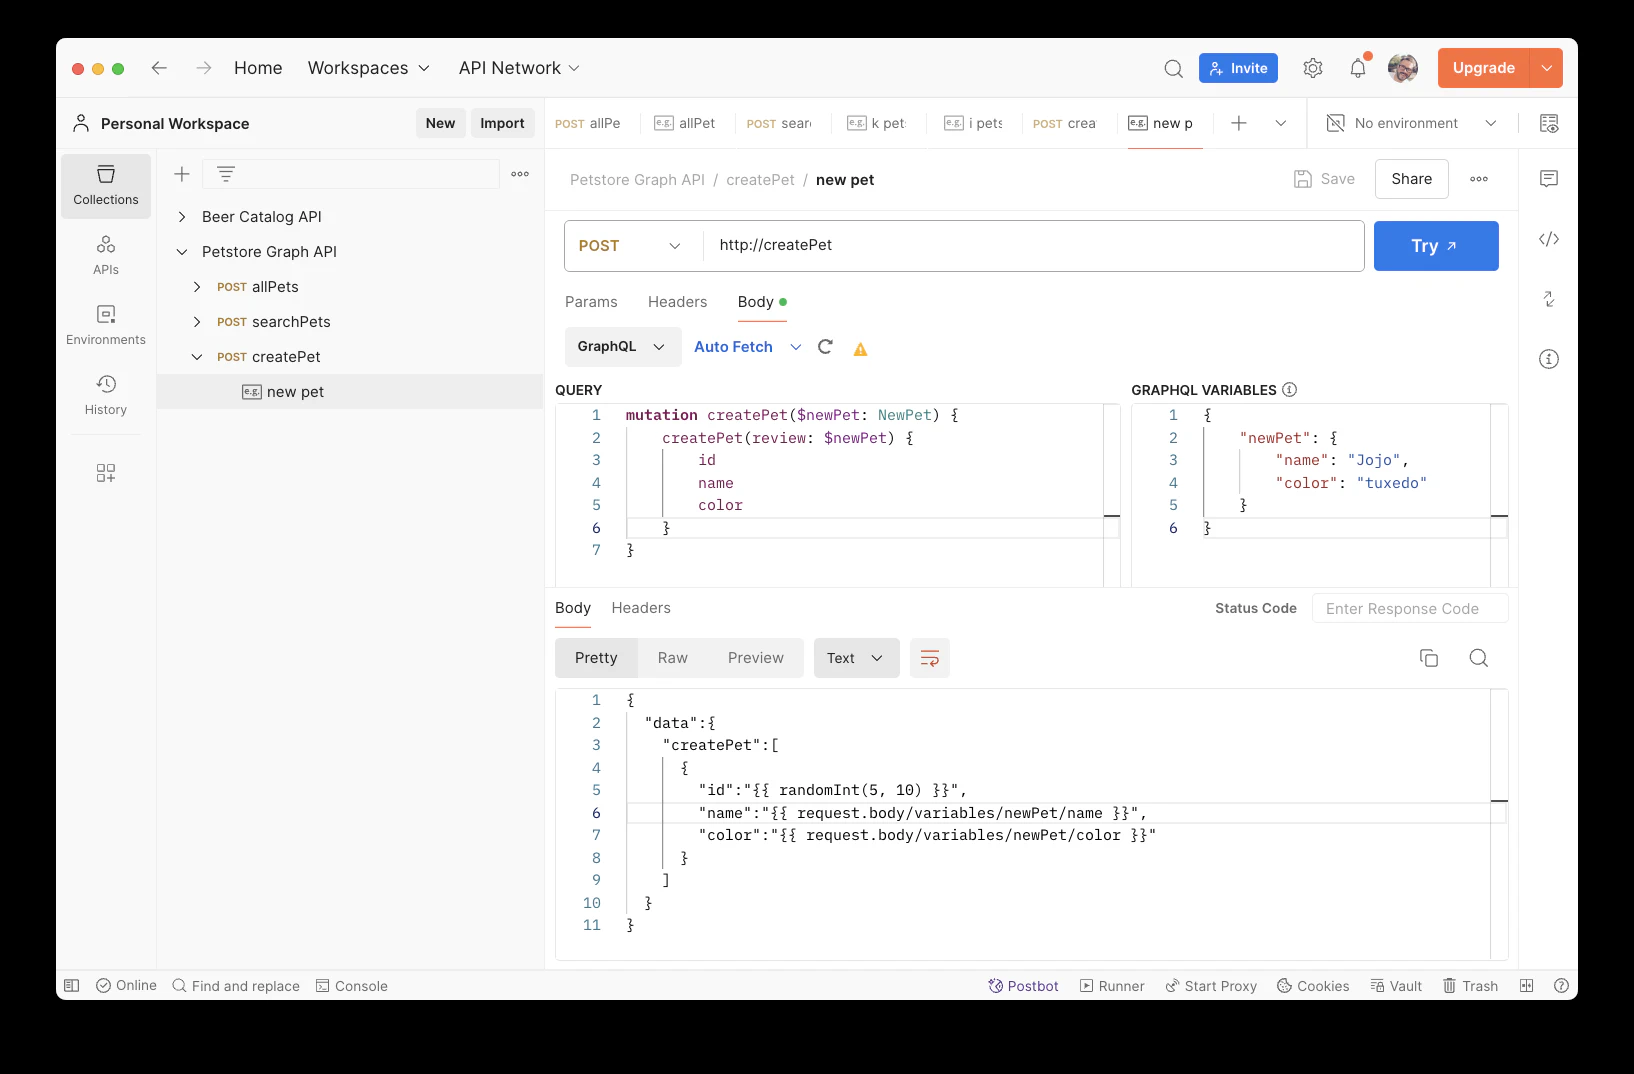 Home Workspaces API Network Invite Upgrade
Personal Workspace New Import POST allPe e.g. allPet POST sear e.g. k pet e.g. i pets POST crea e.g. new p No environment
Collections
APIs
Environments
History
Beer Catalog API
Petstore Graph API
POST allPets
POST searchPets
POST createPet
e.g. new pet
Petstore Graph API / createPet / new pet Save Share
POST http://createPet Try
Params Headers Body
GraphQL Auto Fetch
QUERY
1 mutation createPet($newPet: NewPet) {
2 createPet(review: $newPet) {
3 id
4 name
5 color
6 }
7 }
GRAPHQL VARIABLES
1 {
2 "newPet": {
3 "name": "Jojo",
4 "color": "tuxedo"
5 }
6 }
Body Headers Status Code Enter Response Code
Pretty Raw Preview Text
1 {
2 "data":{
3 "createPet":[
4 {
5 "id":"{{ randomInt(5, 10) }}",
6 "name":"{{ request.body/variables/newPet/name }}",
7 "color":"{{ request.body/variables/newPet/color }}"
8 }
9 ]
10 }
11 }
Online Find and replace Console Postbot Runner Start Proxy Cookies Vault Trash